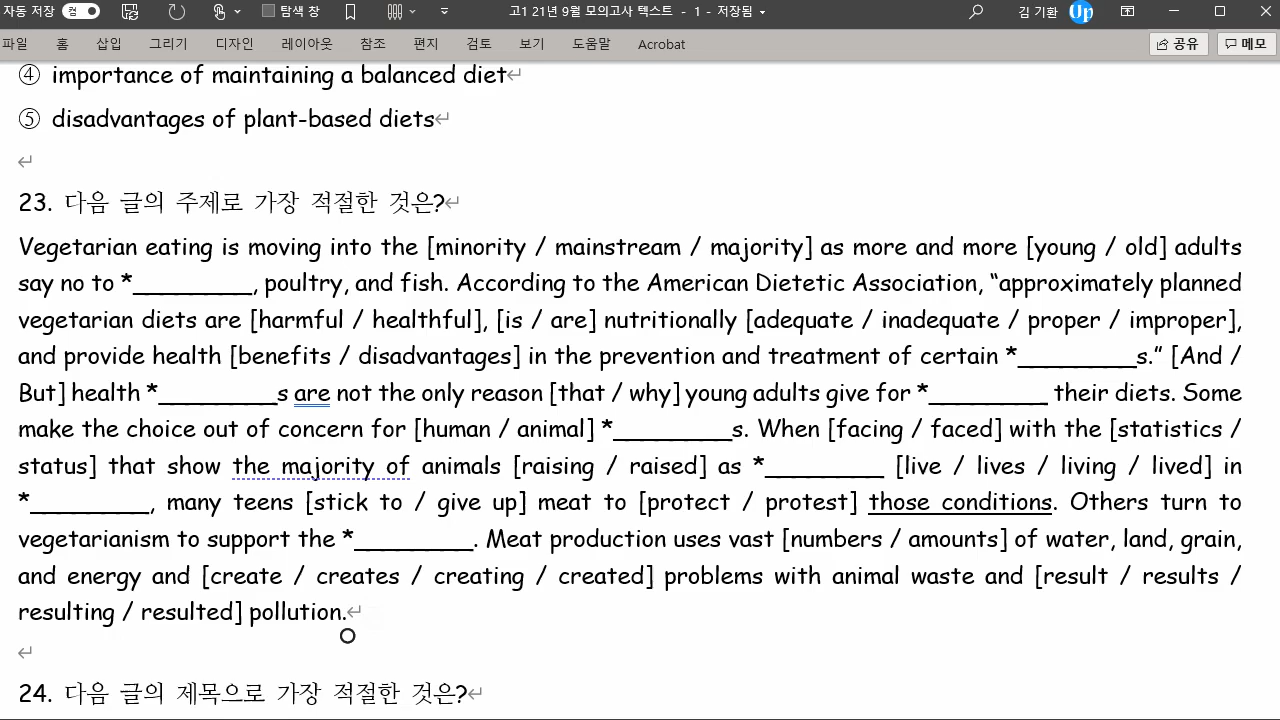 자동 저장 켬 탐색 창 고1 21년 9월 모의고사 텍스트 - 1 - 저장됨 김 기환 Up
파일 홈 삽입 그리기 디자인 레이아웃 참조 편지 검토 보기 도움말 Acrobat 공유 메모
④ importance of maintaining a balanced diet↵
⑤ disadvantages of plant-based diets↵
↵
23. 다음 글의 주제로 가장 적절한 것은?↵
Vegetarian eating is moving into the [minority / mainstream / majority] as more and more [young / old] adults
say no to *_________, poultry, and fish. According to the American Dietetic Association, “approximately planned
vegetarian diets are [harmful / healthful], [is / are] nutritionally [adequate / inadequate / proper / improper],
and provide health [benefits / disadvantages] in the prevention and treatment of certain *_________s.” [And /
But] health *_________s are not the only reason [that / why] young adults give for *_________ their diets. Some
make the choice out of concern for [human / animal] *_________s. When [facing / faced] with the [statistics /
status] that show the majority of animals [raising / raised] as *_________ [live / lives / living / lived] in
*_________, many teens [stick to / give up] meat to [protect / protest] those conditions. Others turn to
vegetarianism to support the *_________. Meat production uses vast [numbers / amounts] of water, land, grain,
and energy and [create / creates / creating / created] problems with animal waste and [result / results /
resulting / resulted] pollution.↵
↵
24. 다음 글의 제목으로 가장 적절한 것은?↵